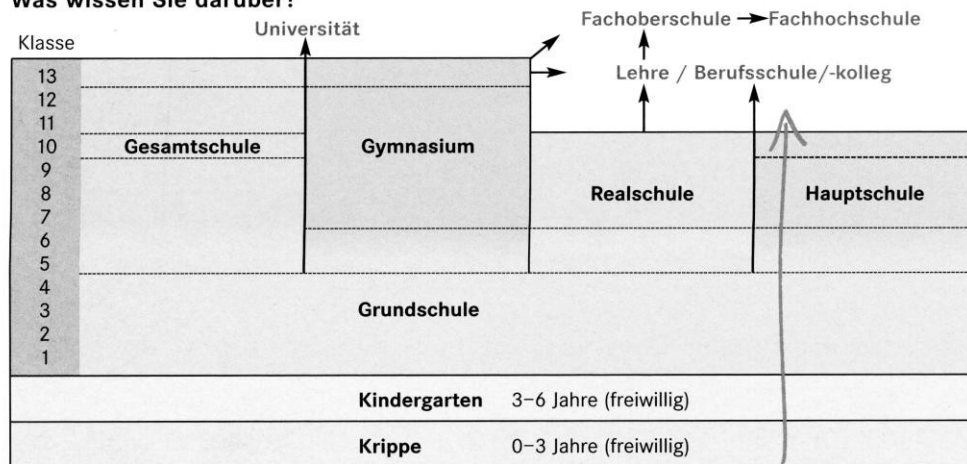 Was wissen Sie darüber?
Fachoberschule → Fachhochschule
Universität
Klasse
Lehre / Berufsschule/-kolleg
13
12
11
10
9
8
7
6
5
4
3
2
1
Gesamtschule
Gymnasium
Realschule
Hauptschule
Grundschule
Kindergarten 3–6 Jahre (freiwillig)
Krippe 0–3 Jahre (freiwillig)